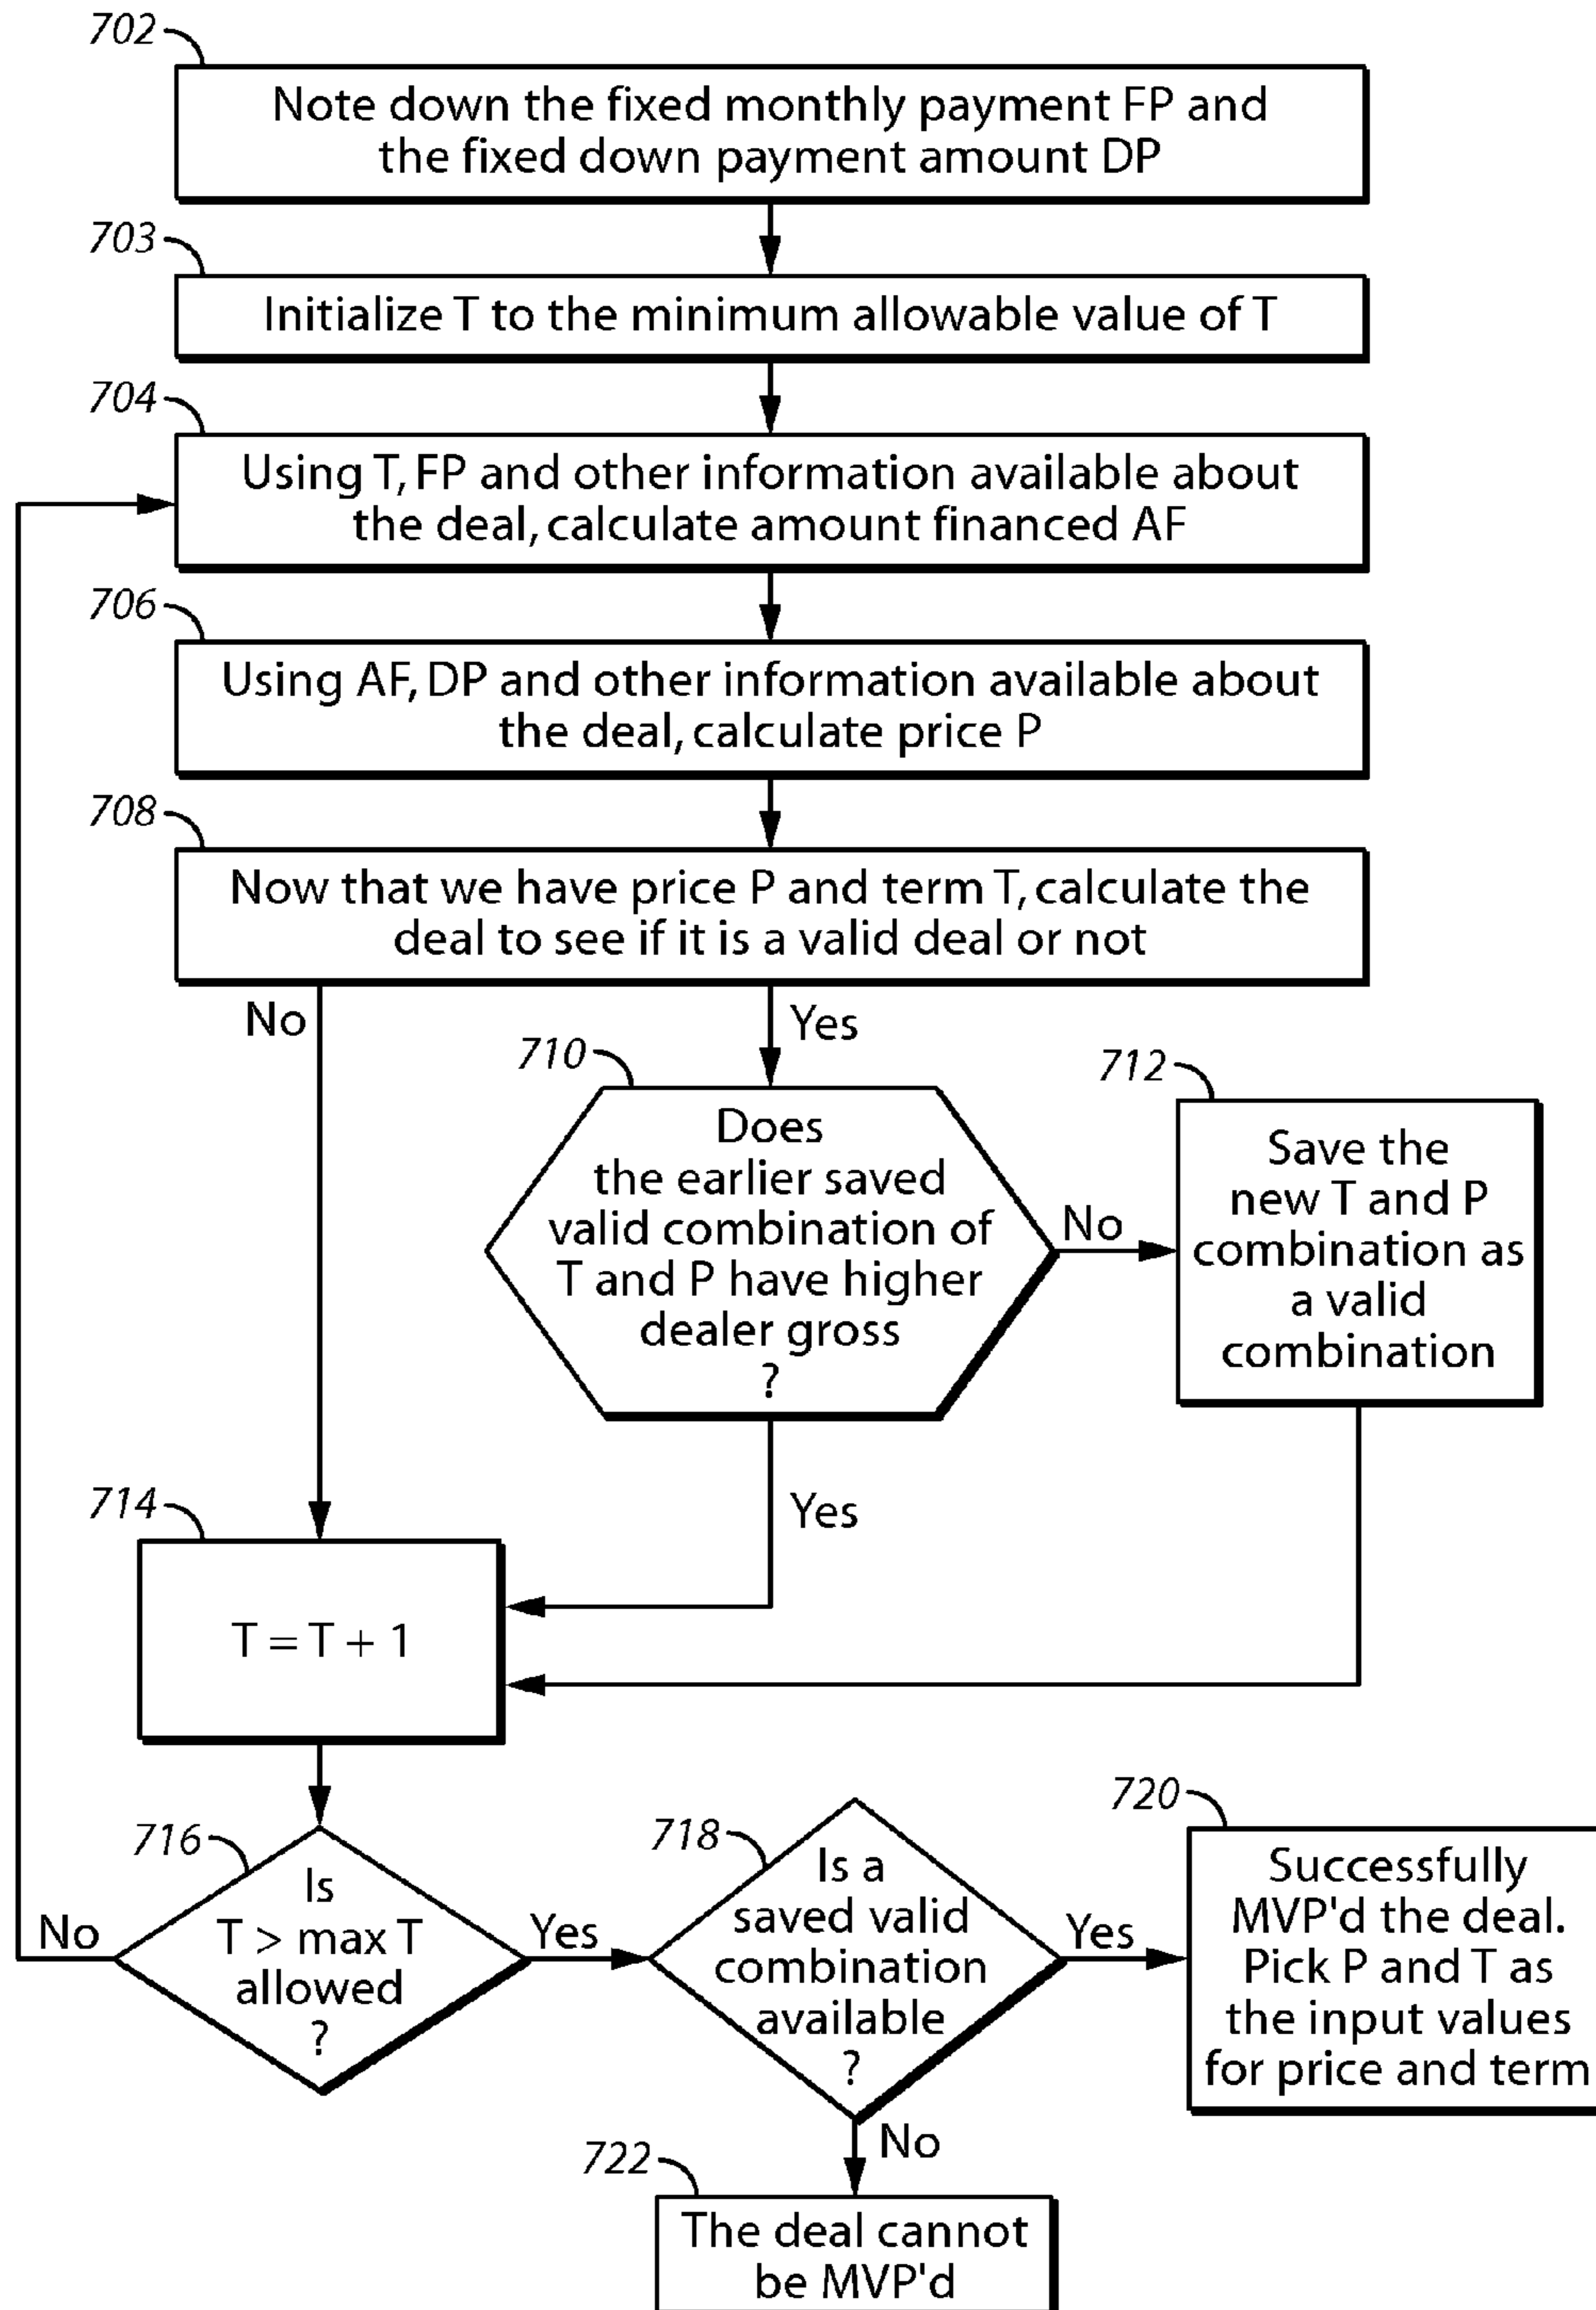 702
Note down the fixed monthly payment FP and
the fixed down payment amount DP
703
Initialize T to the minimum allowable value of T
704
Using T, FP and other information available about
the deal, calculate amount financed AF
706
Using AF, DP and other information available about
the deal, calculate price P
708
Now that we have price P and term T, calculate the
deal to see if it is a valid deal or not
No
Yes
710
Does
the earlier saved
valid combination of
T and P have higher
dealer gross
?
No
712
Save the
new T and P
combination as
a valid
combination
Yes
714
T = T + 1
716
Is
T > max T
allowed
?
No
Yes
718
Is a
saved valid
combination
available
?
Yes
720
Successfully
MVP'd the deal.
Pick P and T as
the input values
for price and term
No
722
The deal cannot
be MVP'd